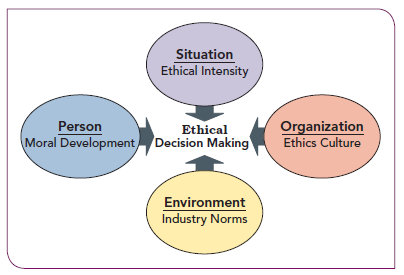 Situation
Ethical Intensity
Person
Moral Development
Ethical
Decision Making
Organization
Ethics Culture
Environment
Industry Norms